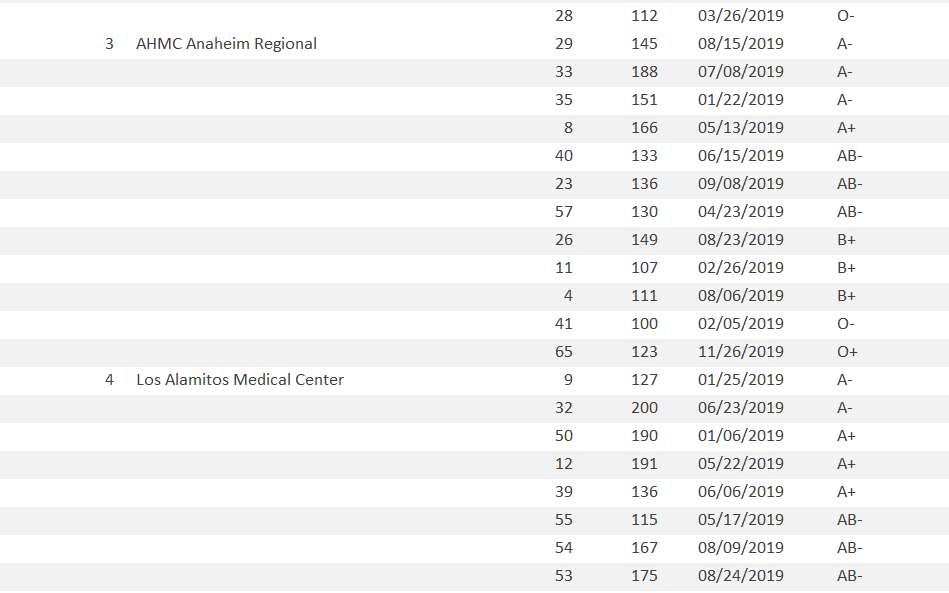 28 112 03/26/2019 O-
3 AHMC Anaheim Regional 29 145 08/15/2019 A-
33 188 07/08/2019 A-
35 151 01/22/2019 A-
8 166 05/13/2019 A+
40 133 06/15/2019 AB-
23 136 09/08/2019 AB-
57 130 04/23/2019 AB-
26 149 08/23/2019 B+
11 107 02/26/2019 B+
4 111 08/06/2019 B+
41 100 02/05/2019 O-
65 123 11/26/2019 O+
4 Los Alamitos Medical Center 9 127 01/25/2019 A-
32 200 06/23/2019 A-
50 190 01/06/2019 A+
12 191 05/22/2019 A+
39 136 06/06/2019 A+
55 115 05/17/2019 AB-
54 167 08/09/2019 AB-
53 175 08/24/2019 AB-